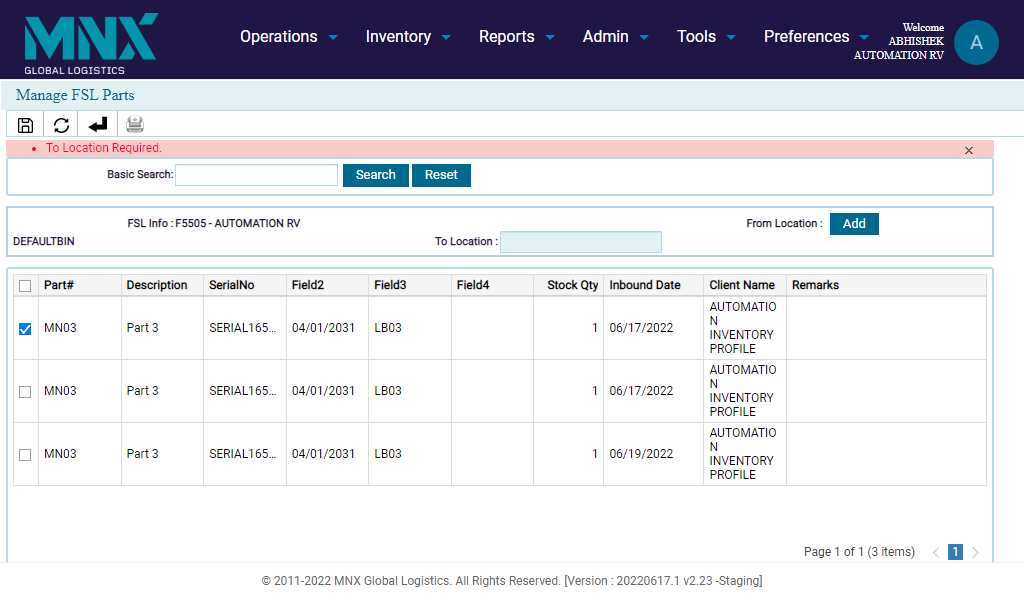 MNX
GLOBAL LOGISTICS
Operations Inventory Reports Admin Tools Preferences
Welcome
ABHISHEK
AUTOMATION RV
A
Manage FSL Parts
To Location Required.
Basic Search: Search Reset
FSL Info : F5505 - AUTOMATION RV From Location : Add
DEFAULTBIN To Location :
Part# Description SerialNo Field2 Field3 Field4 Stock Qty Inbound Date Client Name Remarks
MN03 Part 3 SERIAL165... 04/01/2031 LB03 1 06/17/2022 AUTOMATIO
N
INVENTORY
PROFILE
MN03 Part 3 SERIAL165... 04/01/2031 LB03 1 06/17/2022 AUTOMATIO
N
INVENTORY
PROFILE
MN03 Part 3 SERIAL165... 04/01/2031 LB03 1 06/19/2022 AUTOMATIO
N
INVENTORY
PROFILE
Page 1 of 1 (3 items) 1
© 2011-2022 MNX Global Logistics. All Rights Reserved. [Version : 20220617.1 v2.23 -Staging]